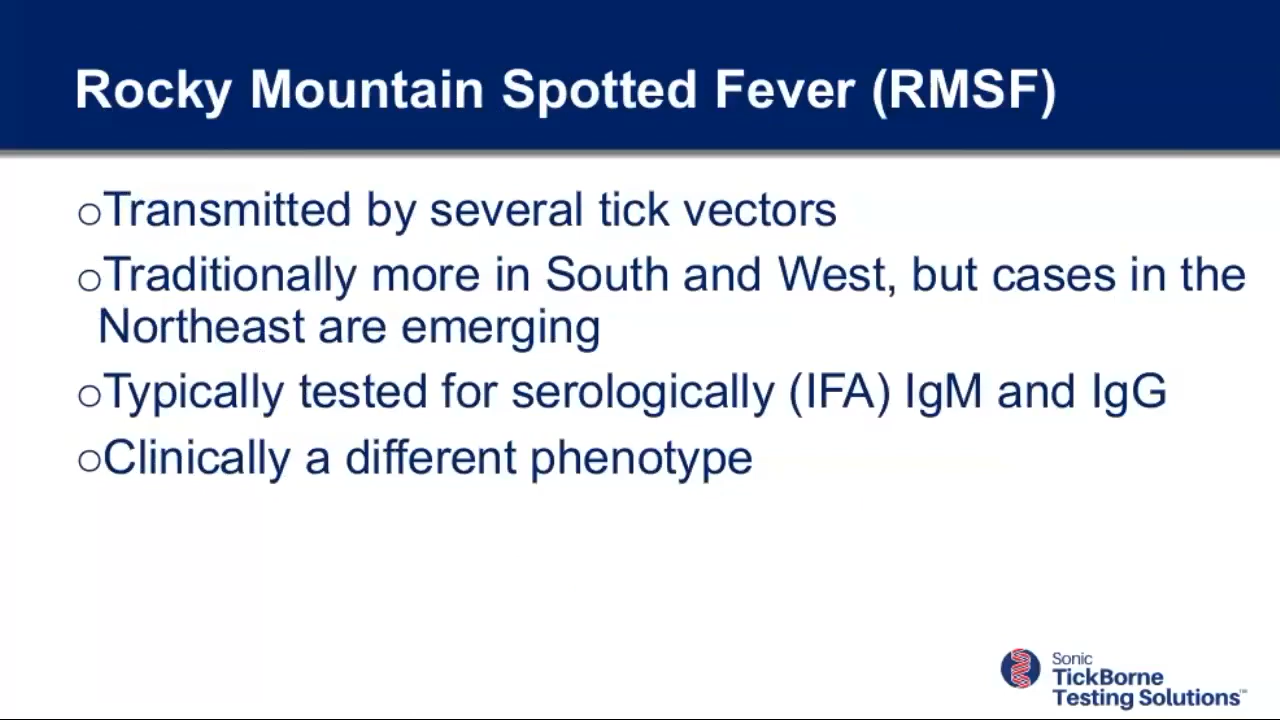 Rocky Mountain Spotted Fever (RMSF)
○Transmitted by several tick vectors
○Traditionally more in South and West, but cases in the
Northeast are emerging
○Typically tested for serologically (IFA) IgM and IgG
○Clinically a different phenotype
Sonic
TickBorne
Testing Solutions™